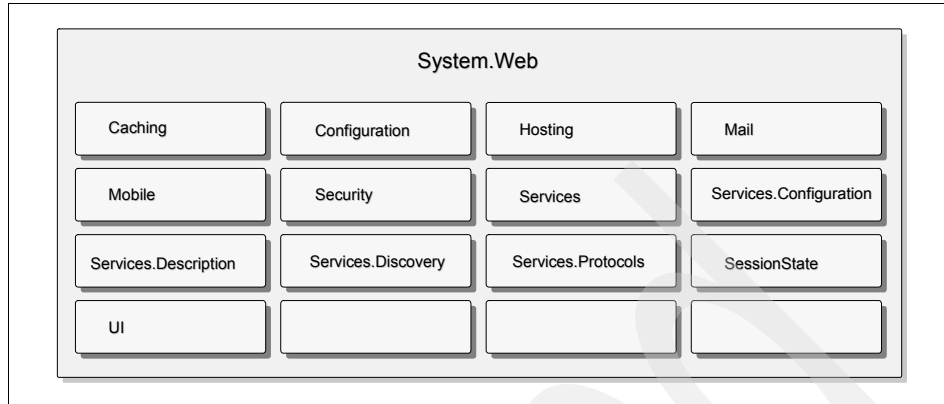 System.Web
Caching
Configuration
Hosting
Mail
Mobile
Security
Services
Services.Configuration
Services.Description
Services.Discovery
Services.Protocols
SessionState
UI